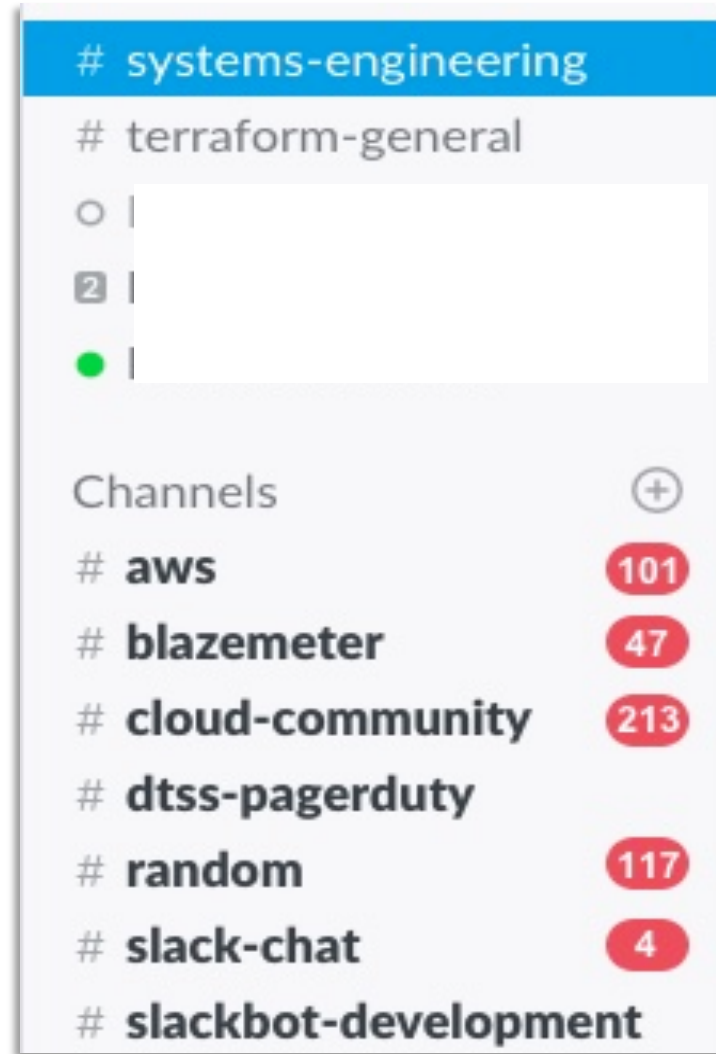 # systems-engineering
# terraform-general
2
Channels
# aws 101
# blazemeter 47
# cloud-community 213
# dtss-pagerduty
# random 117
# slack-chat 4
# slackbot-development